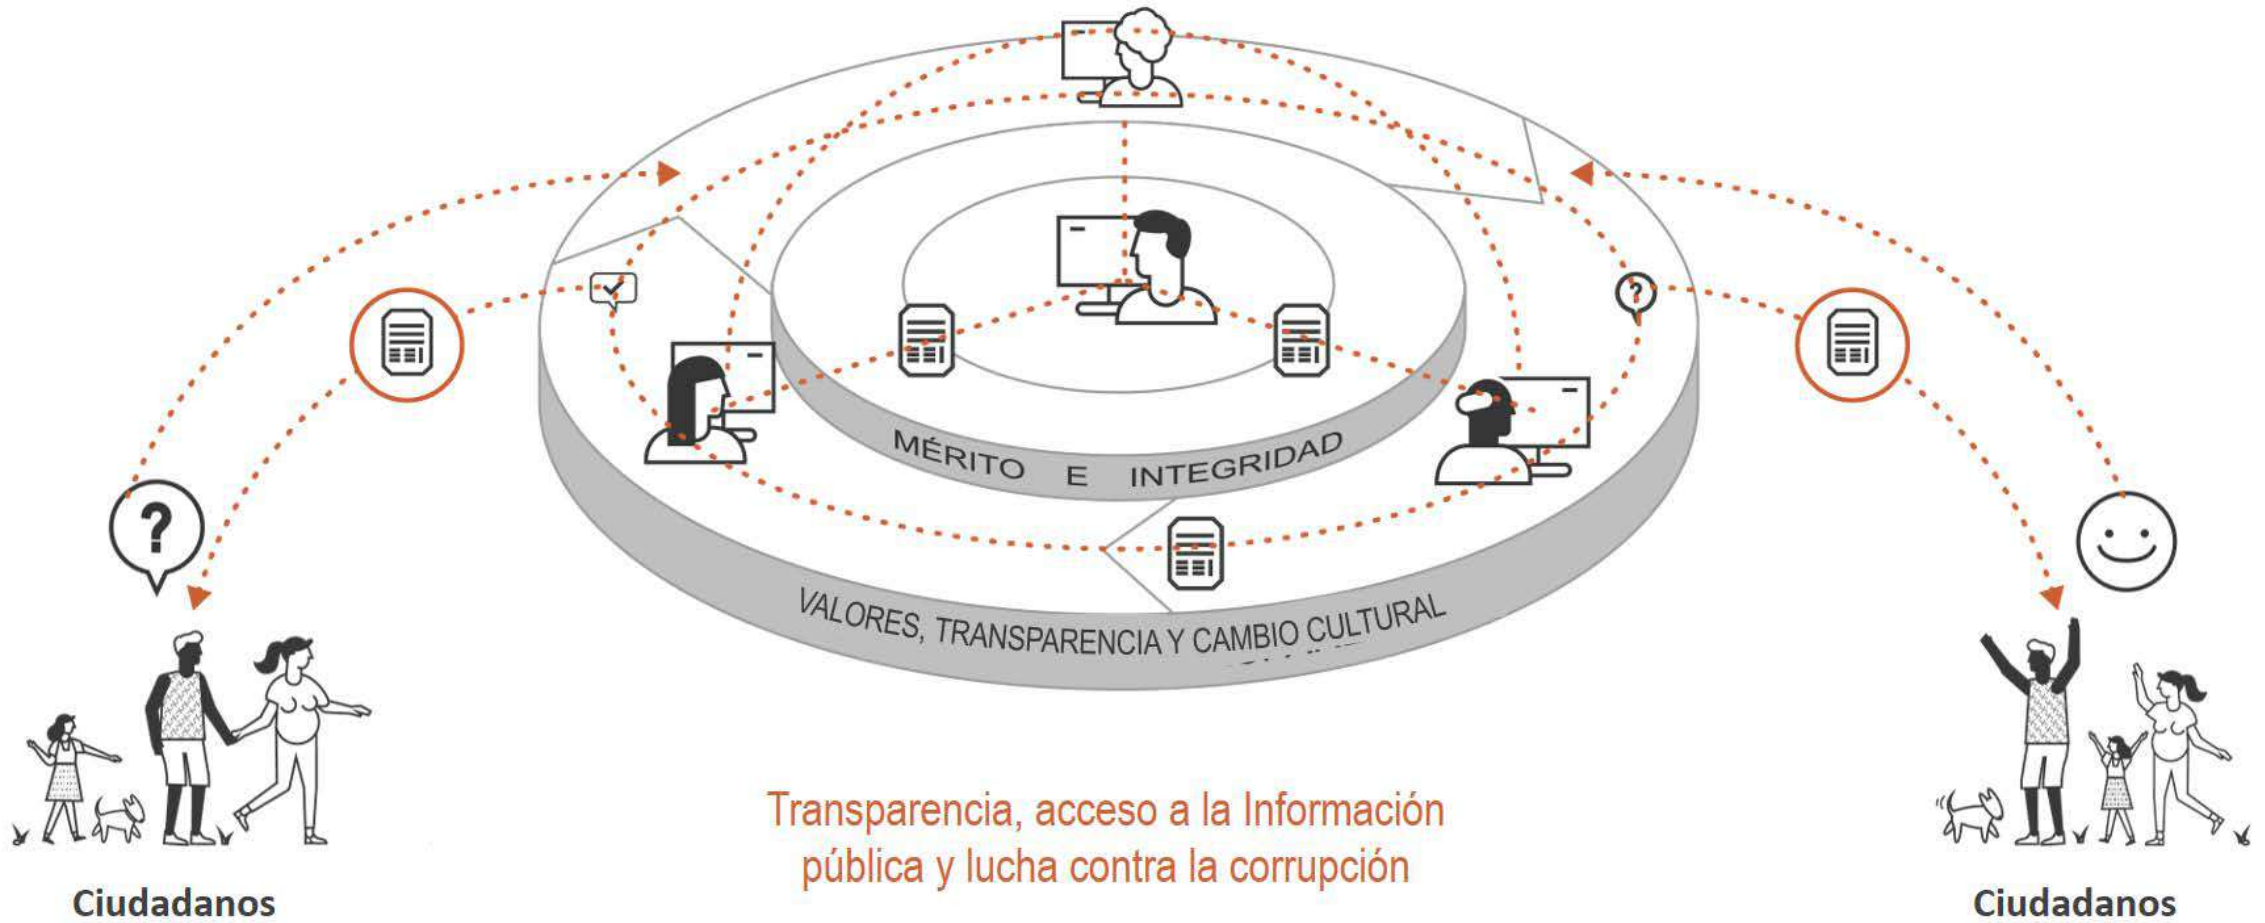 ?
?
MÉRITO E INTEGRIDAD
VALORES, TRANSPARENCIA Y CAMBIO CULTURAL
Transparencia, acceso a la Información
pública y lucha contra la corrupción
Ciudadanos
Ciudadanos